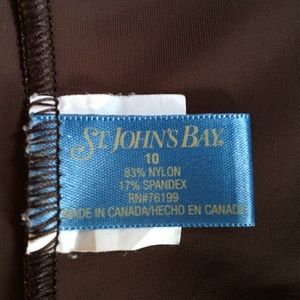 ST. JOHN'S BAY.
10
83% NYLON
17% SPANDEX
RN#76199
MADE IN CANADA/HECHO EN CANADA